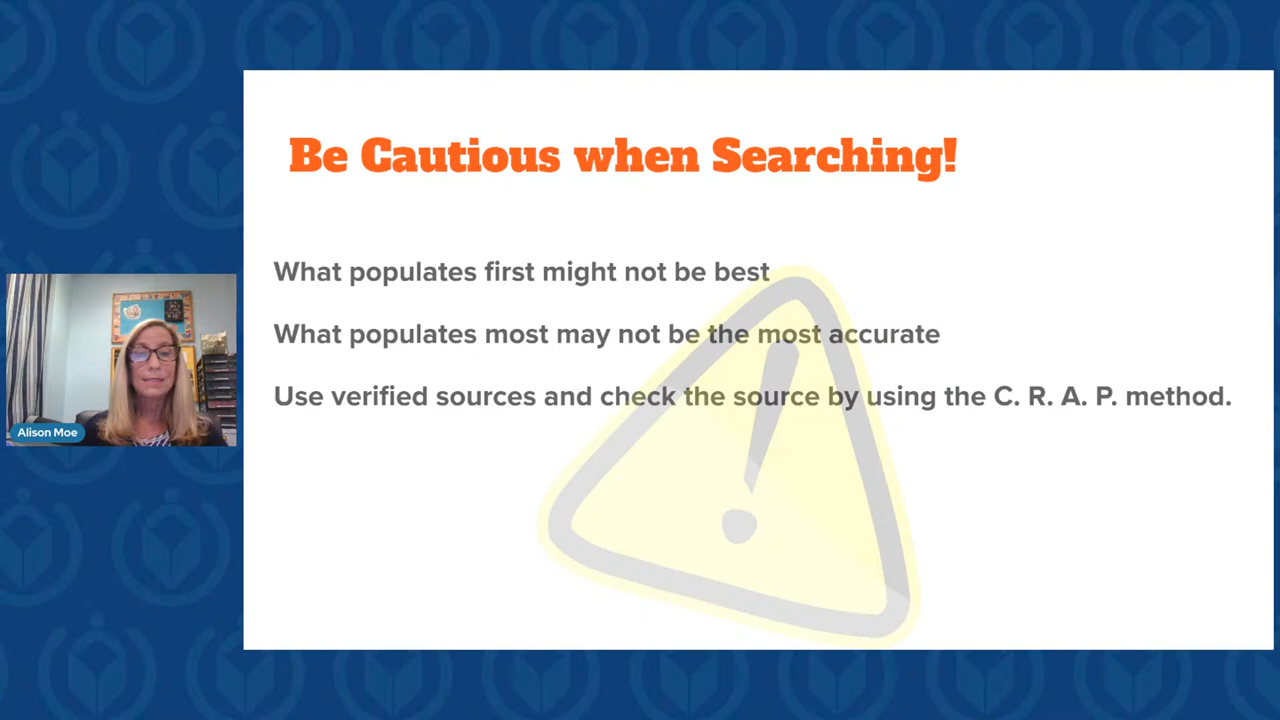 Be Cautious when Searching!
What populates first might not be best
What populates most may not be the most accurate
Use verified sources and check the source by using the C. R. A. P. method.
Alison Moe